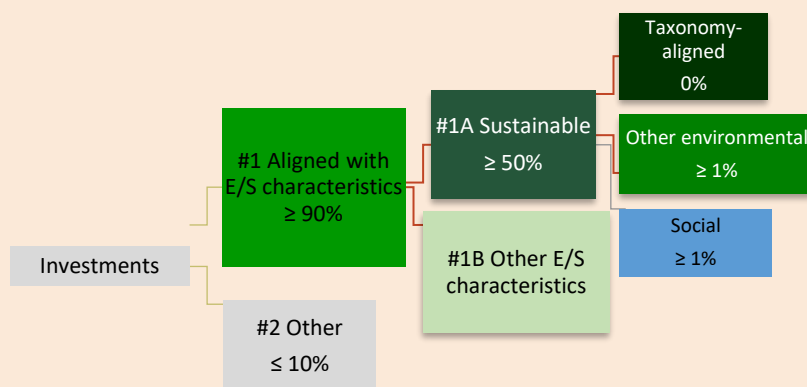 Investments
#1 Aligned with
E/S characteristics
≥ 90%
#2 Other
≤ 10%
#1A Sustainable
≥ 50%
#1B Other E/S
characteristics
Taxonomy-
aligned
0%
Other environmental
≥ 1%
Social
≥ 1%